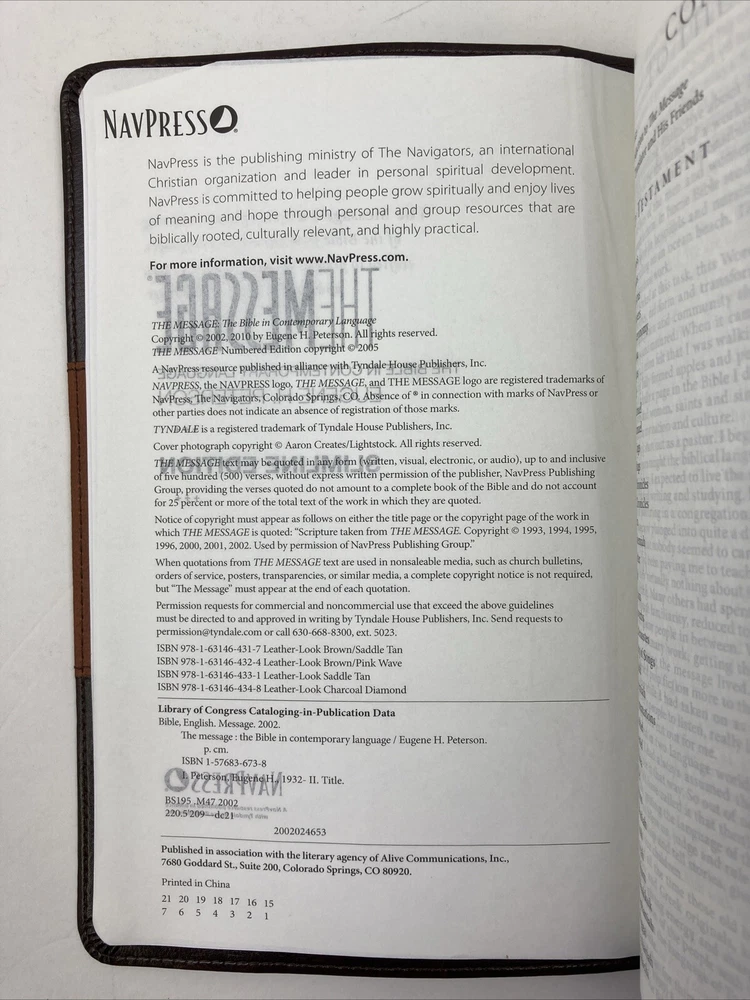 NAVPRESS
NavPress is the publishing ministry of The Navigators, an international
Christian organization and leader in personal spiritual development.
NavPress is committed to helping people grow spiritually and enjoy lives
of meaning and hope through personal and group resources that are
biblically rooted, culturally relevant, and highly practical.
For more information, visit www.NavPress.com.
THE MESSAGE: The Bible in Contemporary Language
Copyright © 2002, 2010 by Eugene H. Peterson. All rights reserved.
THE MESSAGE Numbered Edition copyright © 2005
A NavPress resource published in alliance with Tyndale House Publishers, Inc.
NAVPRESS, the NAVPRESS logo, THE MESSAGE, and THE MESSAGE logo are registered trademarks of
NavPress, The Navigators, Colorado Springs, CO. Absence of ® in connection with marks of NavPress or
other parties does not indicate an absence of registration of those marks.
TYNDALE is a registered trademark of Tyndale House Publishers, Inc.
Cover photograph copyright © Aaron Creates/Lightstock. All rights reserved.
THE MESSAGE text may be quoted in any form (written, visual, electronic, or audio), up to and inclusive
of five hundred (500) verses, without express written permission of the publisher, NavPress Publishing
Group, providing the verses quoted do not amount to a complete book of the Bible and do not account
for 25 percent or more of the total text of the work in which they are quoted.
Notice of copyright must appear as follows on either the title page or the copyright page of the work in
which THE MESSAGE is quoted: “Scripture taken from THE MESSAGE. Copyright © 1993, 1994, 1995,
1996, 2000, 2001, 2002. Used by permission of NavPress Publishing Group.”
When quotations from THE MESSAGE text are used in nonsaleable media, such as church bulletins,
orders of service, posters, transparencies, or similar media, a complete copyright notice is not required,
but “The Message” must appear at the end of each quotation.
Permission requests for commercial and noncommercial use that exceed the above guidelines
must be directed to and approved in writing by Tyndale House Publishers, Inc. Send requests to
permission@tyndale.com or call 630-668-8300, ext. 5023.
ISBN 978-1-63146-431-7 Leather-Look Brown/Saddle Tan
ISBN 978-1-63146-432-4 Leather-Look Brown/Pink Wave
ISBN 978-1-63146-433-1 Leather-Look Saddle Tan
ISBN 978-1-63146-434-8 Leather-Look Charcoal Diamond
Library of Congress Cataloging-in-Publication Data
Bible, English. Message. 2002.
The message : the Bible in contemporary language / Eugene H. Peterson.
p. cm.
ISBN 1-57683-673-8
I. Peterson, Eugene H., 1932- II. Title.
BS195 .M47 2002
220.5'209—dc21
2002024653
Published in association with the literary agency of Alive Communications, Inc.,
7680 Goddard St., Suite 200, Colorado Springs, CO 80920.
Printed in China
21 20 19 18 17 16 15
7 6 5 4 3 2 1